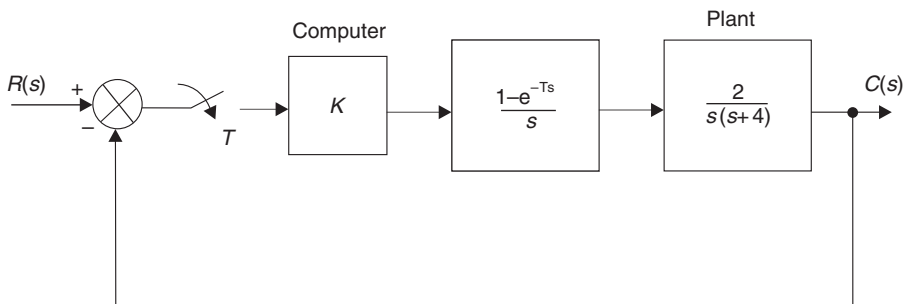 Computer
Plant
R(s)
+
−
T
K
1−e^{−Ts}
s
2
s(s+4)
C(s)